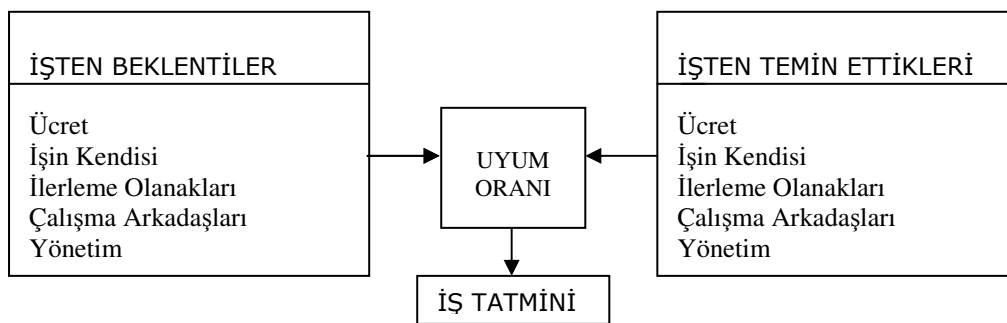 İŞTEN BEKLENTİLER
Ücret
İşin Kendisi
İlerleme Olanakları
Çalışma Arkadaşları
Yönetim
UYUM
ORANI
İŞTEN TEMİN ETTİKLERİ
Ücret
İşin Kendisi
İlerleme Olanakları
Çalışma Arkadaşları
Yönetim
İŞ TATMİNİ